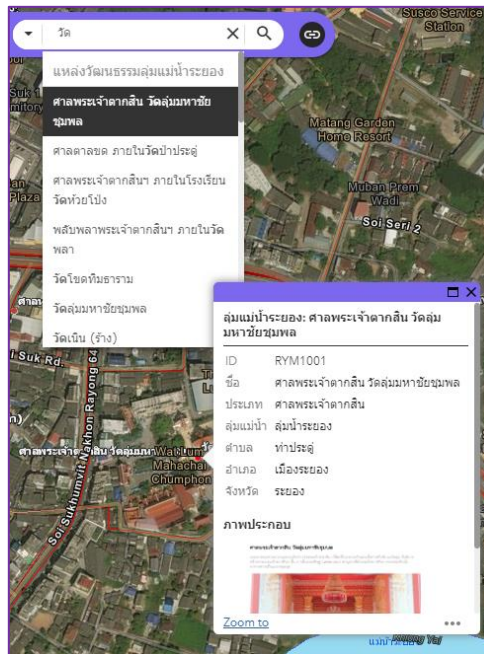 Susco Service
Station
วัด
แหล่งวัฒนธรรมลุ่มแม่น้ำระยอง
ศาลพระเจ้าตากสิน วัดลุ่มมหาชัย
ชุมพล
ศาลตาลขด ภายในวัดป่าประดู่
ศาลพระเจ้าตากสินฯ ภายในโรงเรียน
วัดห้วยโป่ง
พลับพลาพระเจ้าตากสินฯ ภายในวัด
พลา
วัดโขดทิมธาราม
วัดลุ่มมหาชัยชุมพล
วัดเนิน (ร้าง)
Matang Garden
Home Resort
Muban Prem
Wadi
Soi Seri 2
Plaza
Suk 1
mitory
i Suk Rd.
Soi Sukhumvit Nakhon Rayong 64
Wat Lum
Mahachai
Chumphon
ลุ่มแม่น้ำระยอง: ศาลพระเจ้าตากสิน วัดลุ่ม
มหาชัยชุมพล
ID RYM1001
ชื่อ ศาลพระเจ้าตากสิน วัดลุ่มมหาชัยชุมพล
ประเภท ศาลพระเจ้าตากสิน
ลุ่มแม่น้ำ ลุ่มน้ำระยอง
ตำบล ท่าประดู่
อำเภอ เมืองระยอง
จังหวัด ระยอง
ภาพประกอบ
ศาลพระเจ้าตากสิน วัดลุ่มมหาชัยชุมพล
Zoom to
แม่น้ำระยอง